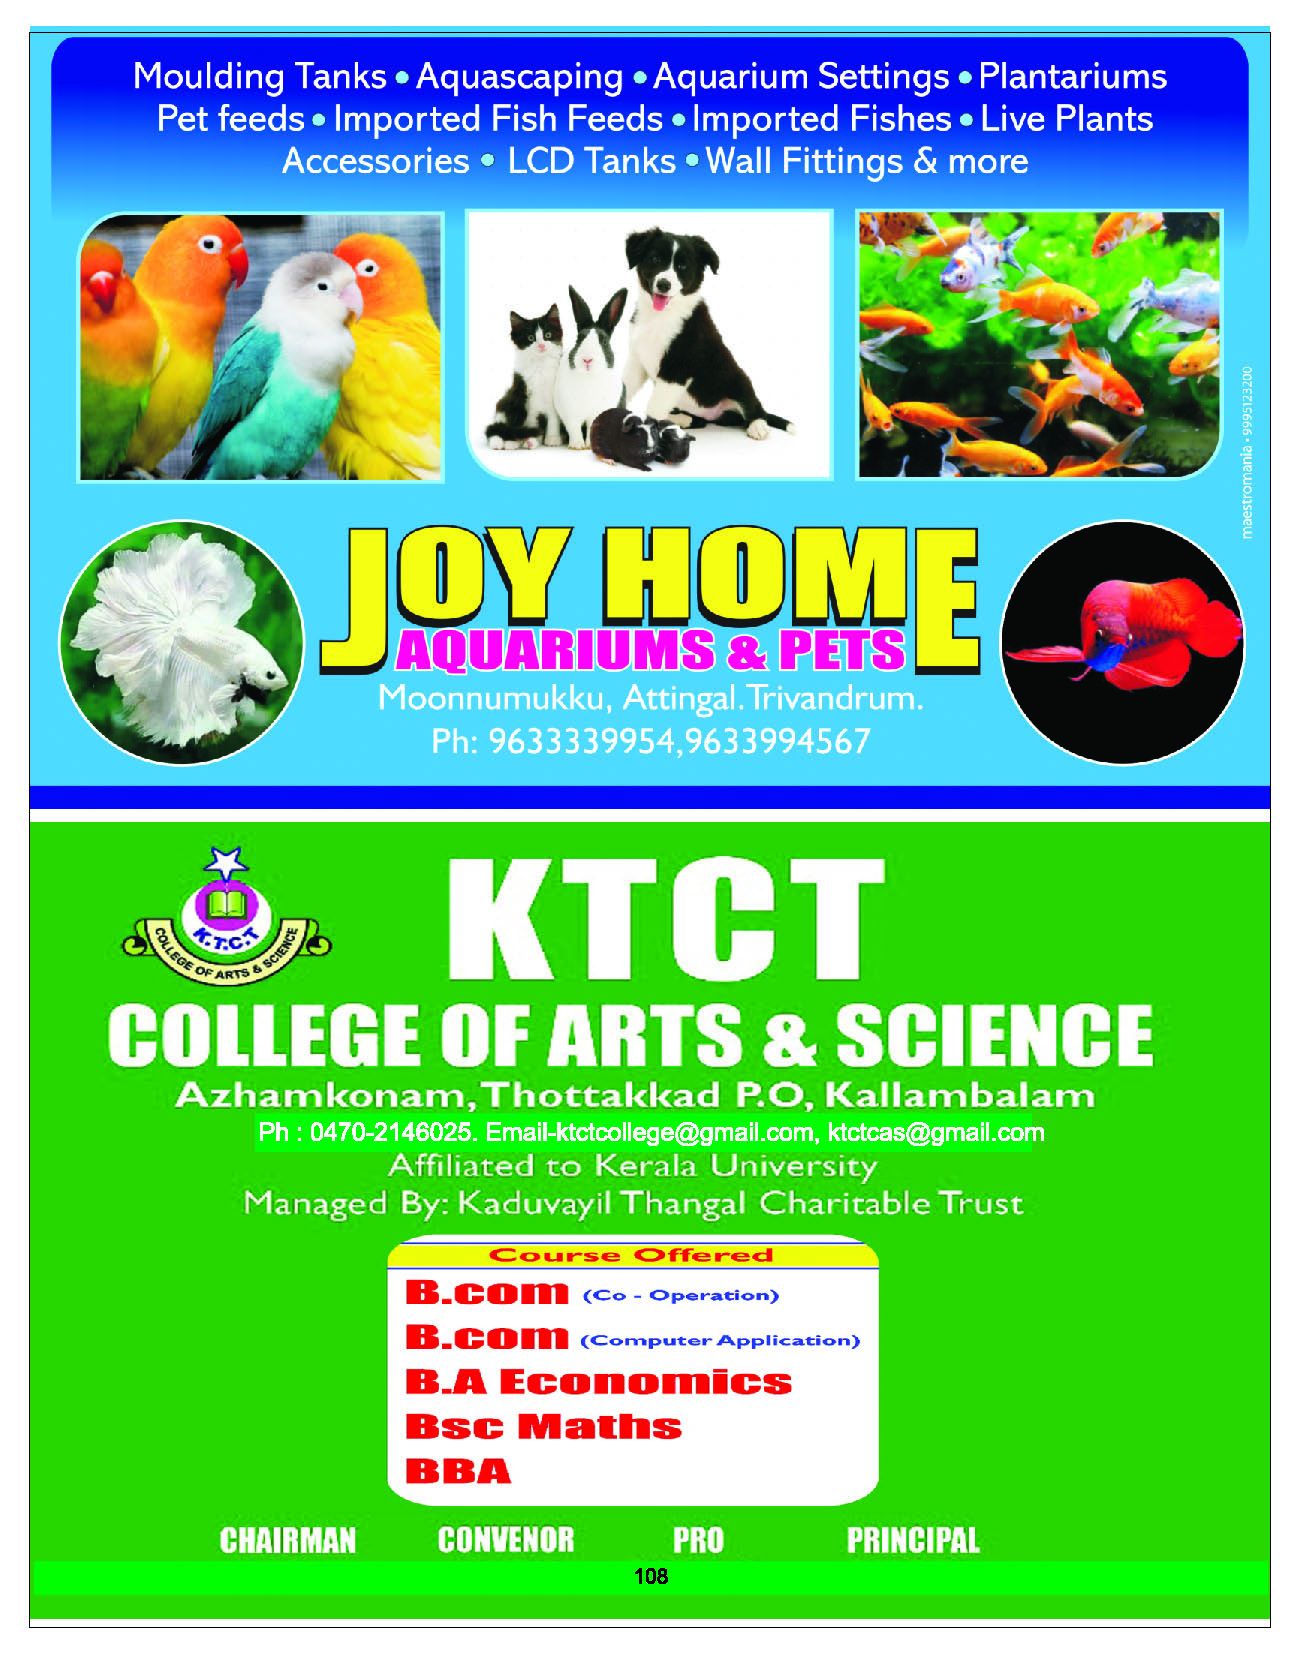 Moulding Tanks • Aquascaping • Aquarium Settings • Plantariums
Pet feeds • Imported Fish Feeds • Imported Fishes • Live Plants
Accessories • LCD Tanks • Wall Fittings & more
maestromania • 9995123200
JOY HOME
AQUARIUMS & PETS
Moonnumukku, Attingal.Trivandrum.
Ph: 9633339954,9633994567
K.T.C.T
COLLEGE OF ARTS & SCIENCE
KTCT
COLLEGE OF ARTS & SCIENCE
Azhamkonam, Thottakkad P.O, Kallambalam
Ph : 0470-2146025. Email-ktctcollege@gmail.com, ktctcas@gmail.com
Affiliated to Kerala University
Managed By: Kaduvayil Thangal Charitable Trust
Course Offered
B.com (Co - Operation)
B.com (Computer Application)
B.A Economics
Bsc Maths
BBA
CHAIRMAN CONVENOR PRO PRINCIPAL
108